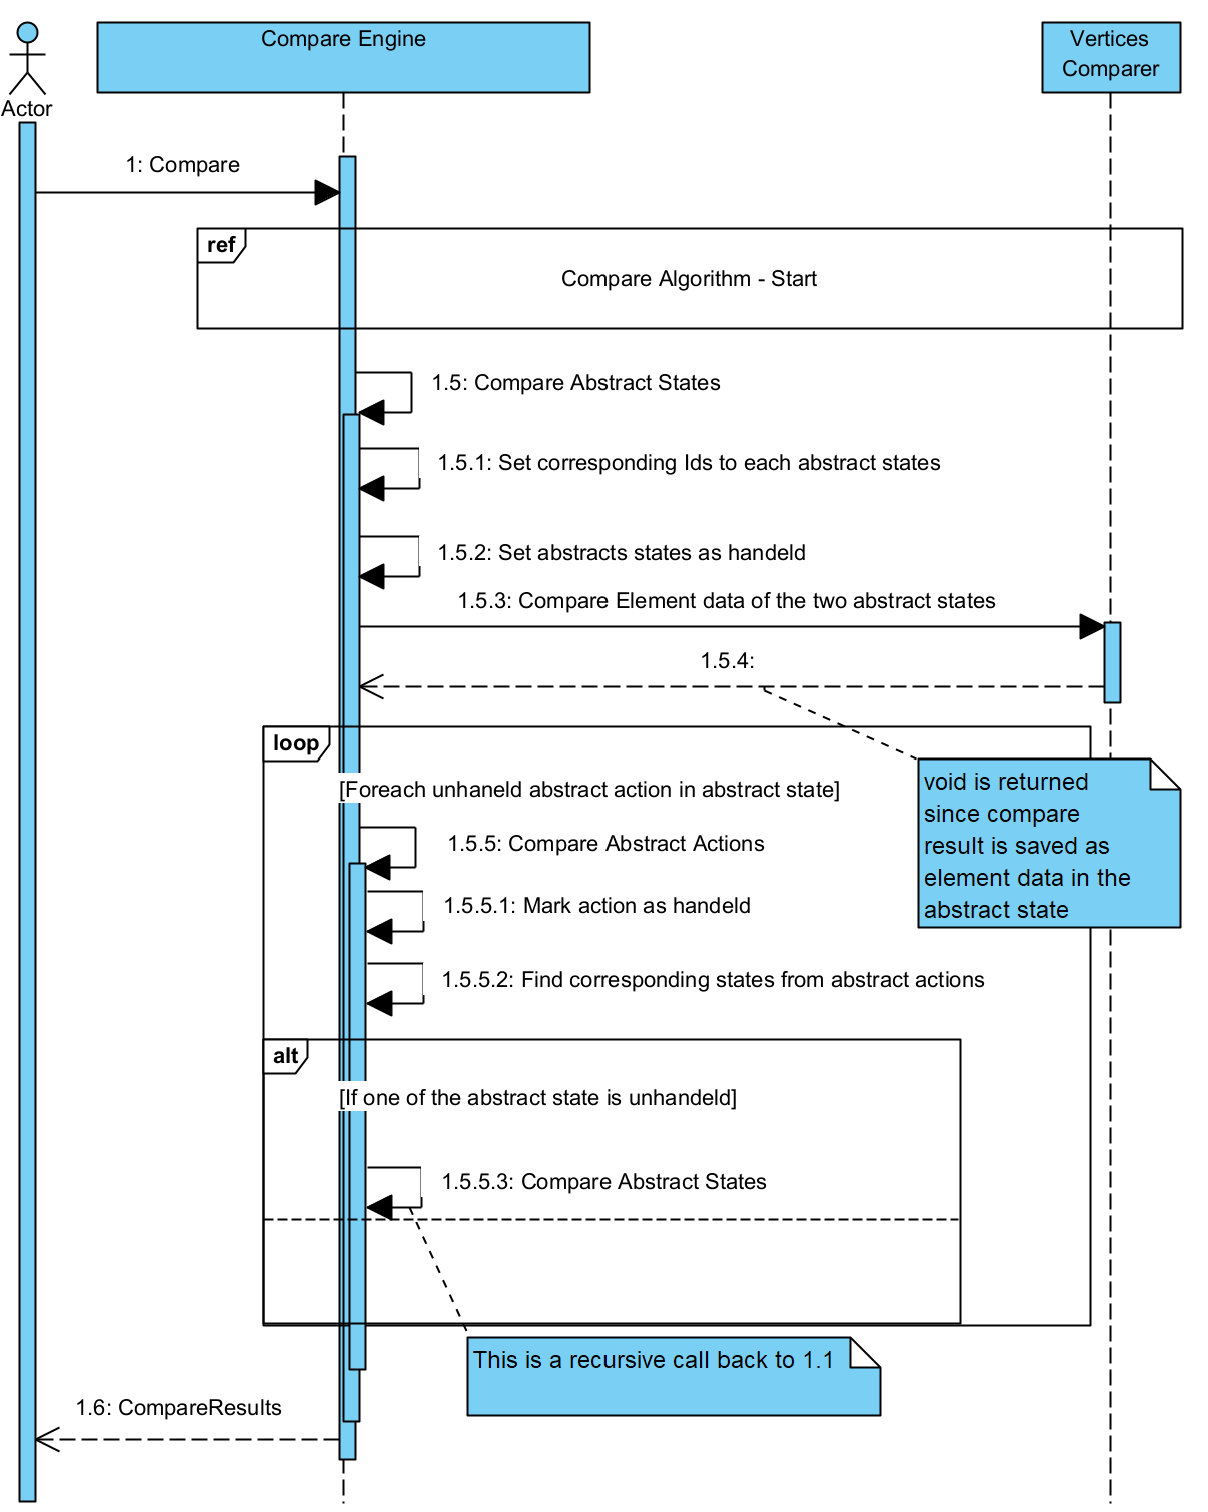 Actor
Compare Engine
Vertices
Comparer
1: Compare
ref
Compare Algorithm - Start
1.5: Compare Abstract States
1.5.1: Set corresponding Ids to each abstract states
1.5.2: Set abstracts states as handeld
1.5.3: Compare Element data of the two abstract states
1.5.4:
loop
[Foreach unhaneld abstract action in abstract state]
void is returned
since compare
result is saved as
element data in the
abstract state
1.5.5: Compare Abstract Actions
1.5.5.1: Mark action as handeld
1.5.5.2: Find corresponding states from abstract actions
alt
[If one of the abstract state is unhandeld]
1.5.5.3: Compare Abstract States
This is a recursive call back to 1.1
1.6: CompareResults